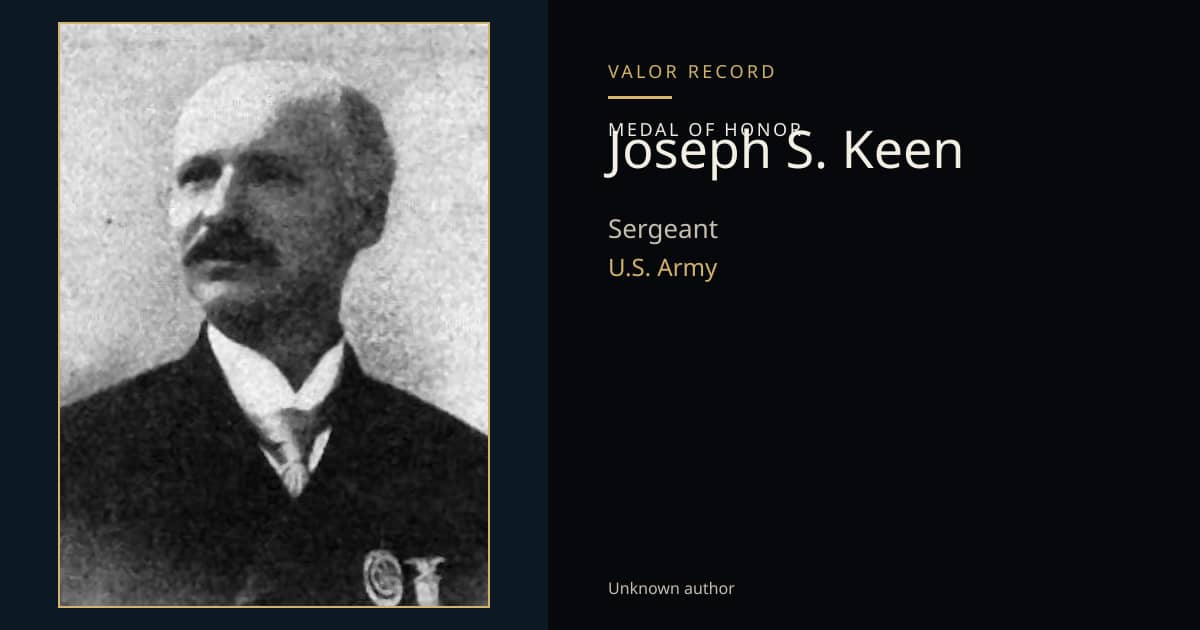 VALOR RECORD
MEDAL OF HONOR
Joseph S. Keen
Sergeant
U.S. Army
Unknown author